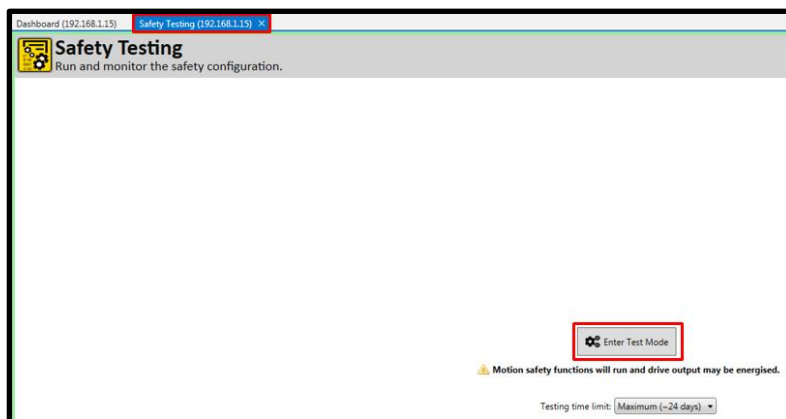 Dashboard (192.168.1.15) Safety Testing (192.168.1.15) ×
Safety Testing
Run and monitor the safety configuration.
Enter Test Mode
Motion safety functions will run and drive output may be energised.
Testing time limit: Maximum (~24 days)